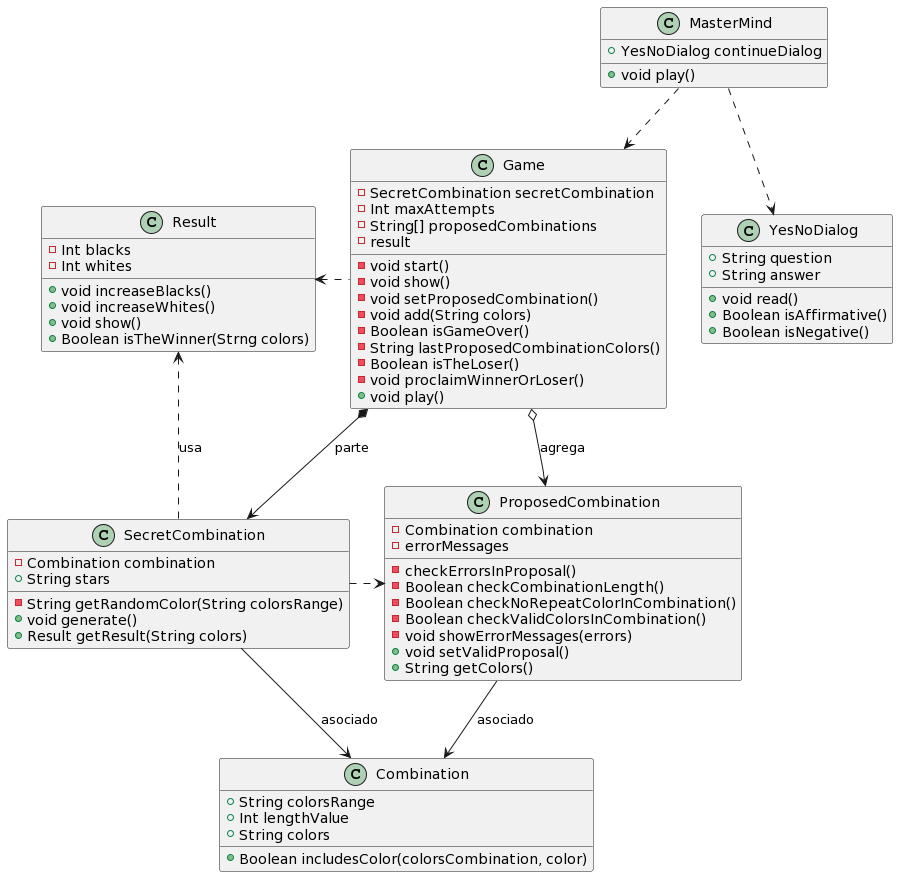 C MasterMind
YesNoDialog continueDialog
void play()
C Game
SecretCombination secretCombination
Int maxAttempts
String[] proposedCombinations
result
void start()
void show()
void setProposedCombination()
void add(String colors)
Boolean isGameOver()
String lastProposedCombinationColors()
Boolean isTheLoser()
void proclaimWinnerOrLoser()
void play()
C Result
Int blacks
Int whites
void increaseBlacks()
void increaseWhites()
void show()
Boolean isTheWinner(Strng colors)
C YesNoDialog
String question
String answer
void read()
Boolean isAffirmative()
Boolean isNegative()
usa
parte
agrega
C SecretCombination
Combination combination
String stars
String getRandomColor(String colorsRange)
void generate()
Result getResult(String colors)
C ProposedCombination
Combination combination
errorMessages
checkErrorsInProposal()
Boolean checkCombinationLength()
Boolean checkNoRepeatColorInCombination()
Boolean checkValidColorsInCombination()
void showErrorMessages(errors)
void setValidProposal()
String getColors()
asociado
asociado
C Combination
String colorsRange
Int lengthValue
String colors
Boolean includesColor(colorsCombination, color)